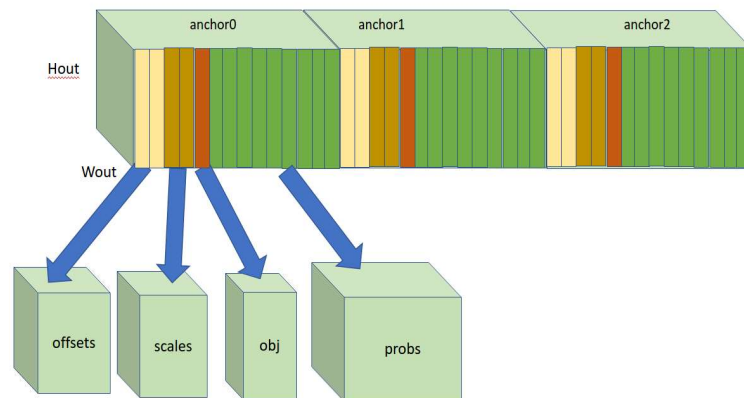 anchor0
anchor1
anchor2
Hout
Wout
offsets
scales
obj
probs